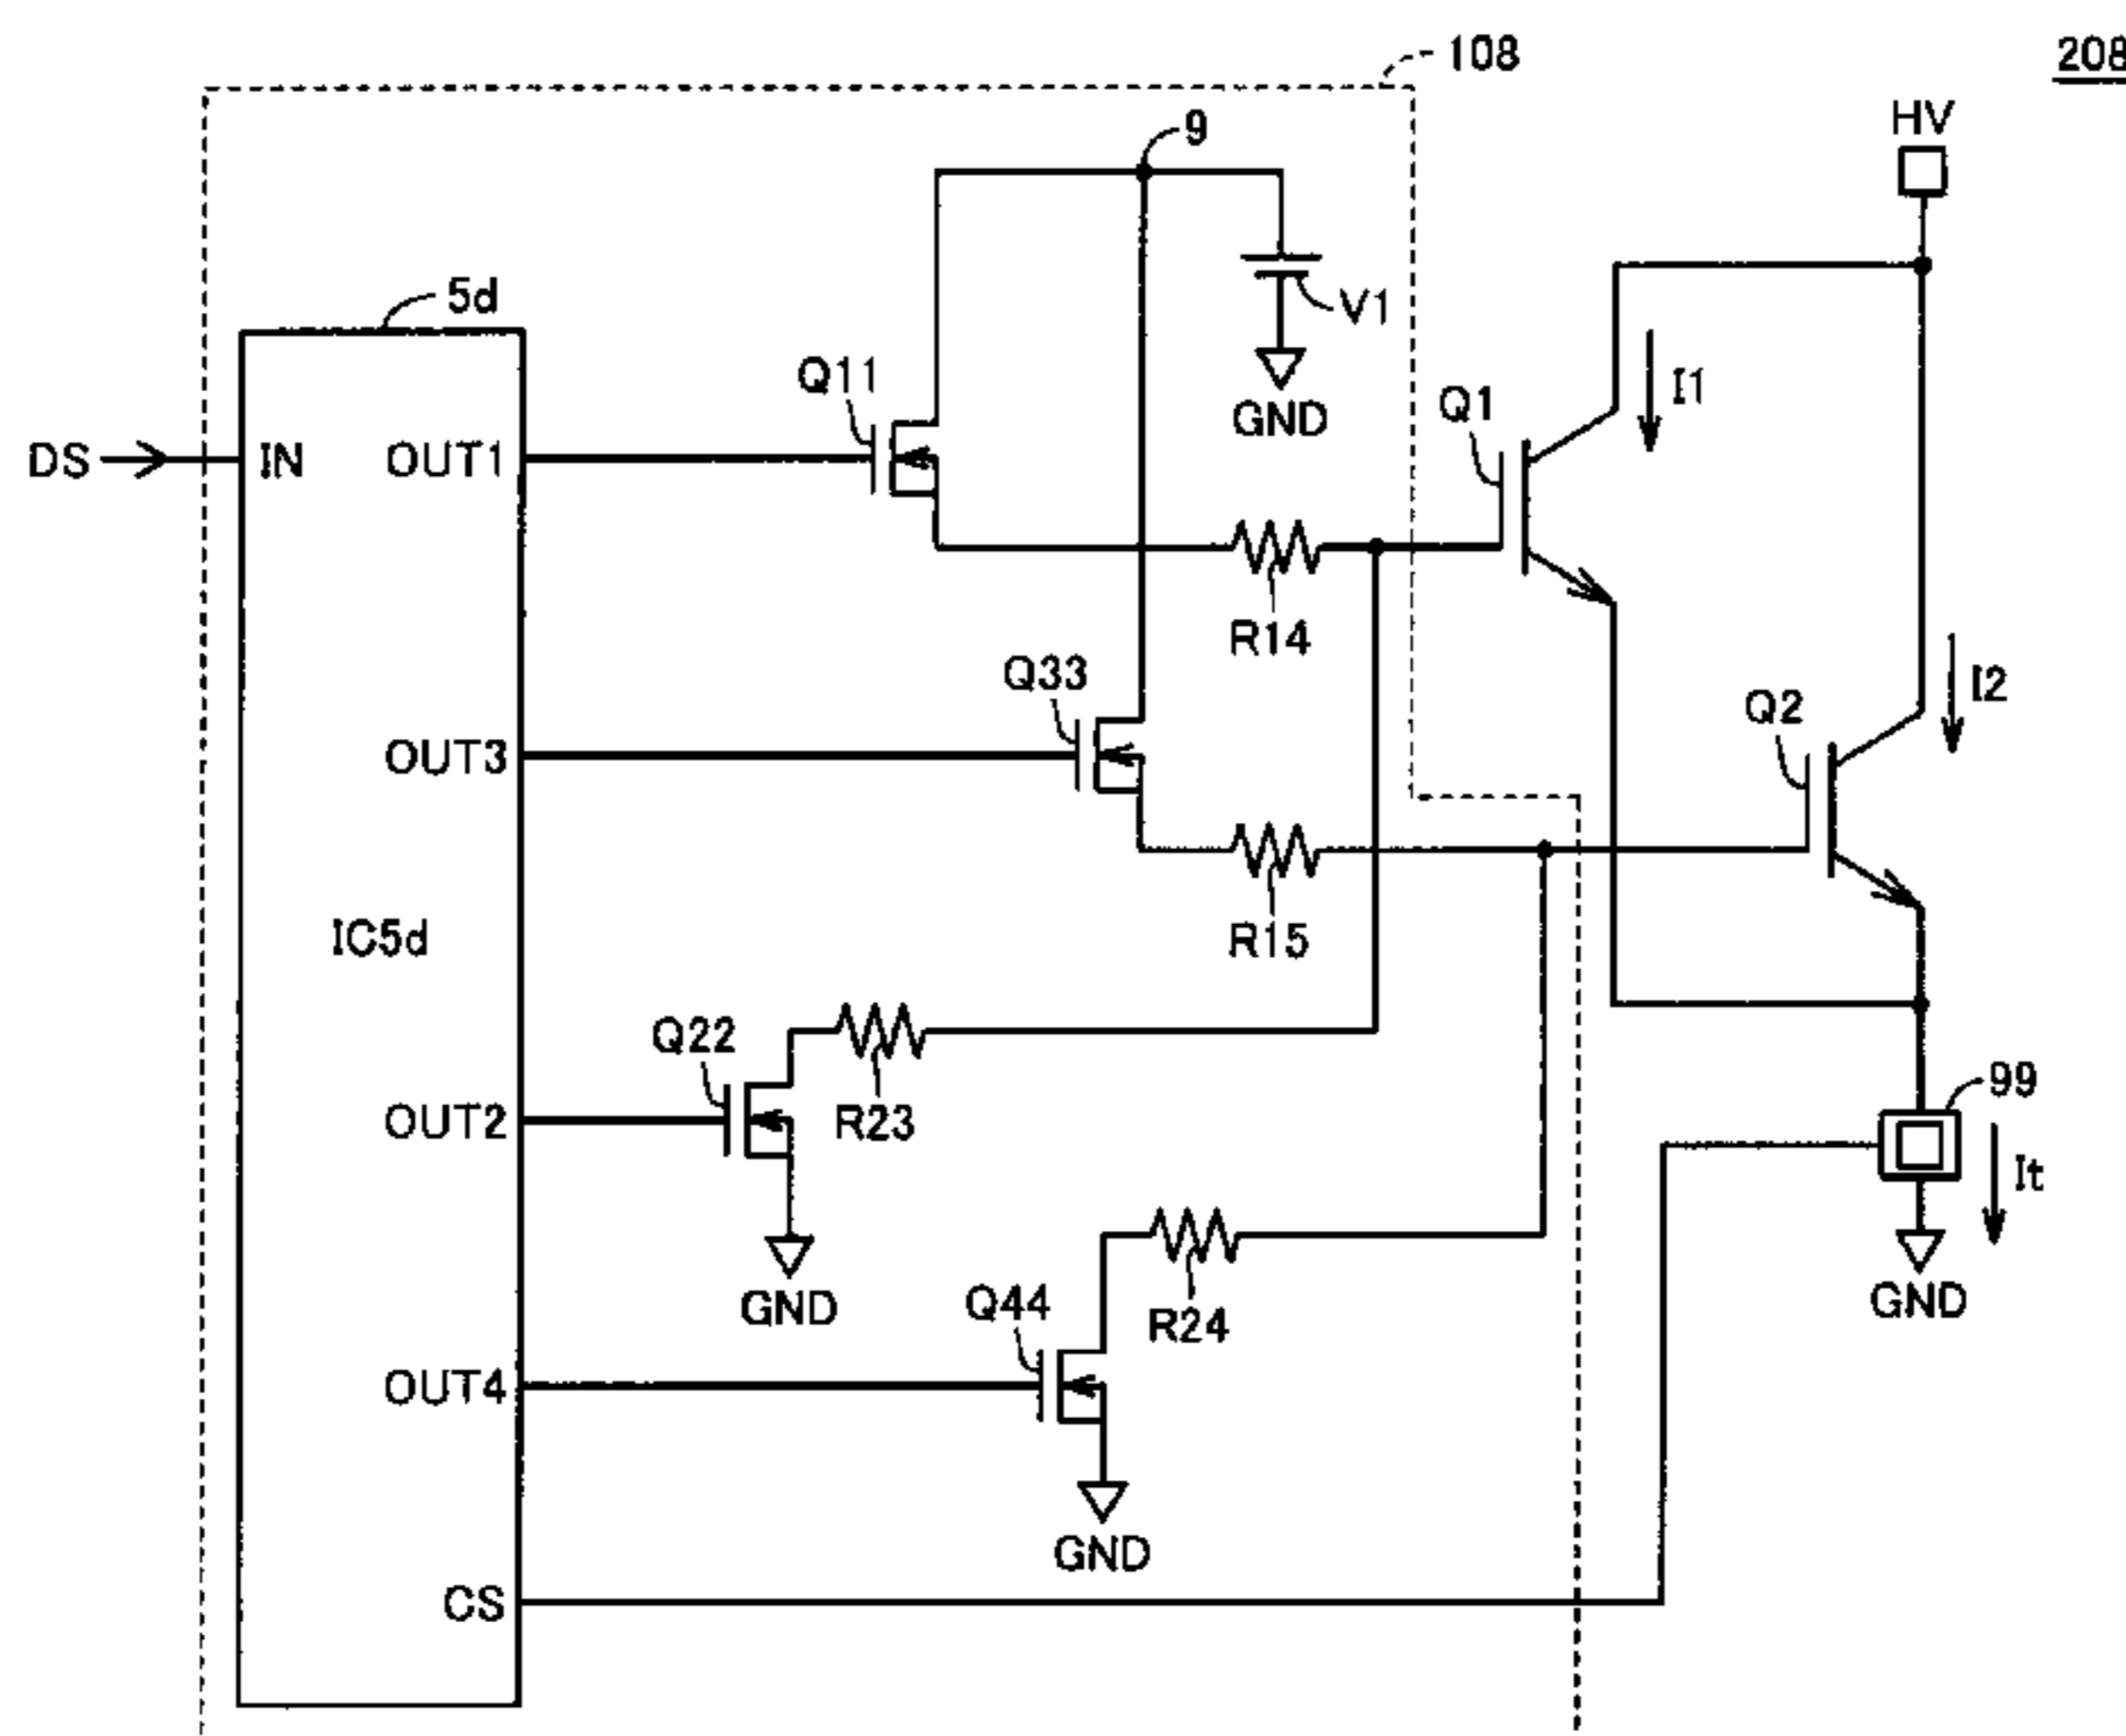 108
208
HV
9
5d
V1
Q11
Q1
I1
GND
DS
IN
OUT1
R14
Q33
I2
Q2
OUT3
IC5d
R15
Q22
99
R23
OUT2
It
Q44
GND
R24
GND
OUT4
GND
CS